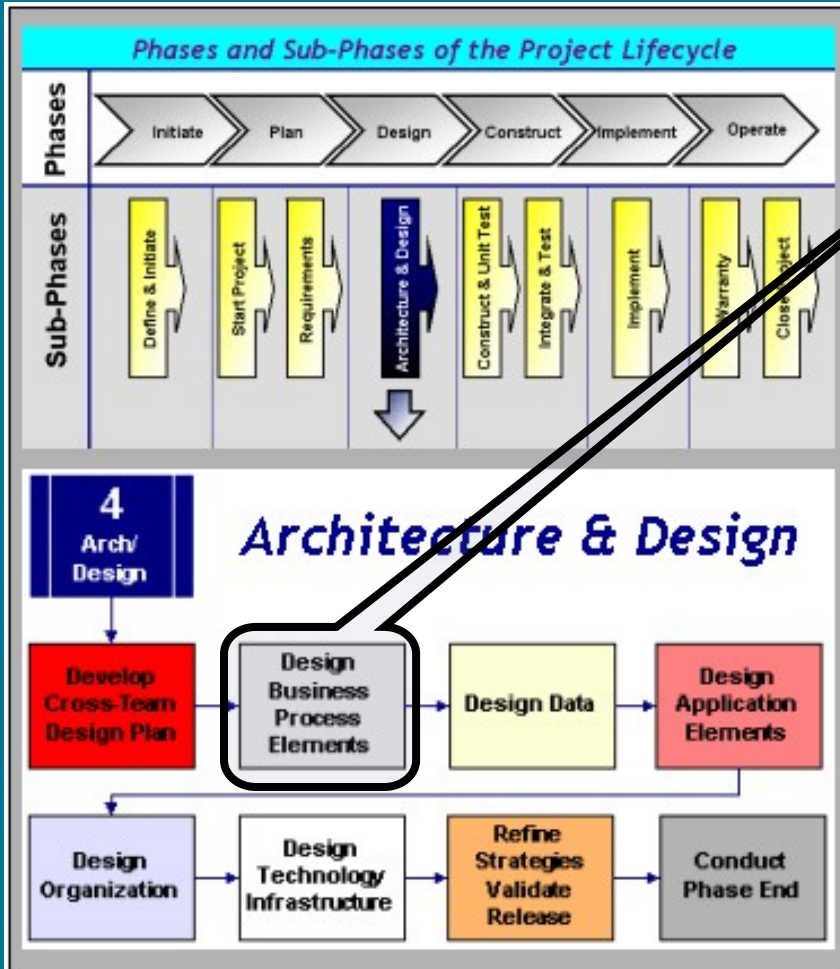 Phases and Sub-Phases of the Project Lifecycle
Phases
Initiate
Plan
Design
Construct
Implement
Operate
Sub-Phases
Define & Initiate
Start Project
Requirements
Architecture & Design
Construct & Unit Test
Integrate & Test
Implement
Warranty
Close Project
4
Arch/
Design
Architecture & Design
Develop
Cross-Team
Design Plan
Design
Business
Process
Elements
Design Data
Design
Application
Elements
Design
Organization
Design
Technology
Infrastructure
Refine
Strategies
Validate
Release
Conduct
Phase End